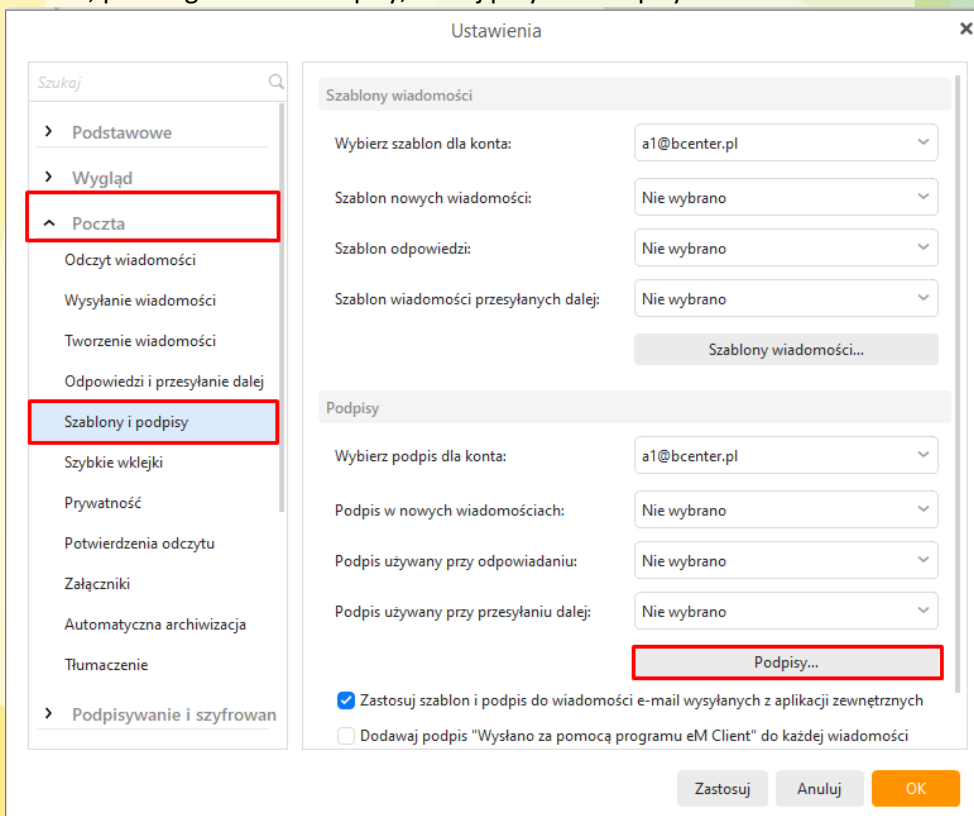 Ustawienia
Szukaj
Podstawowe
Wygląd
Poczta
Odczyt wiadomości
Wysyłanie wiadomości
Tworzenie wiadomości
Odpowiedzi i przesyłanie dalej
Szablony i podpisy
Szybkie wklejki
Prywatność
Potwierdzenia odczytu
Załączniki
Automatyczna archiwizacja
Tłumaczenie
Podpisywanie i szyfrowan
Szablony wiadomości
Wybierz szablon dla konta: a1@bcenter.pl
Szablon nowych wiadomości: Nie wybrano
Szablon odpowiedzi: Nie wybrano
Szablon wiadomości przesyłanych dalej: Nie wybrano
Szablony wiadomości...
Podpisy
Wybierz podpis dla konta: a1@bcenter.pl
Podpis w nowych wiadomościach: Nie wybrano
Podpis używany przy odpowiadaniu: Nie wybrano
Podpis używany przy przesyłaniu dalej: Nie wybrano
Podpisy...
Zastosuj szablon i podpis do wiadomości e-mail wysyłanych z aplikacji zewnętrznych
Dodawaj podpis "Wysłano za pomocą programu eM Client" do każdej wiadomości
Zastosuj Anuluj OK